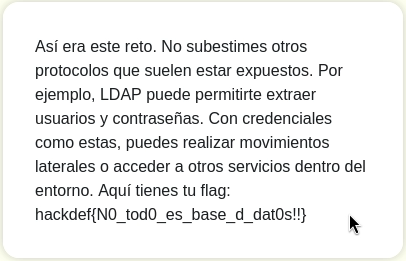 Así era este reto. No subestimes otros
protocolos que suelen estar expuestos. Por
ejemplo, LDAP puede permitirte extraer
usuarios y contraseñas. Con credenciales
como estas, puedes realizar movimientos
laterales o acceder a otros servicios dentro del
entorno. Aquí tienes tu flag:
hackdef{N0_tod0_es_base_d_dat0s!!}